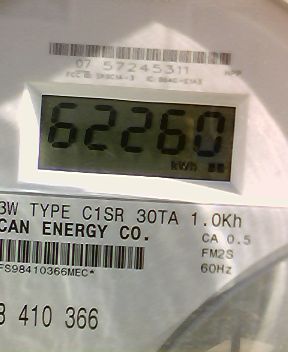 07 57245311
62260
kWh
3W TYPE C1SR 30TA 1.0Kh
CAN ENERGY CO.
CA 0.5
FM2S
60Hz
FS98410366MEC*
410 366